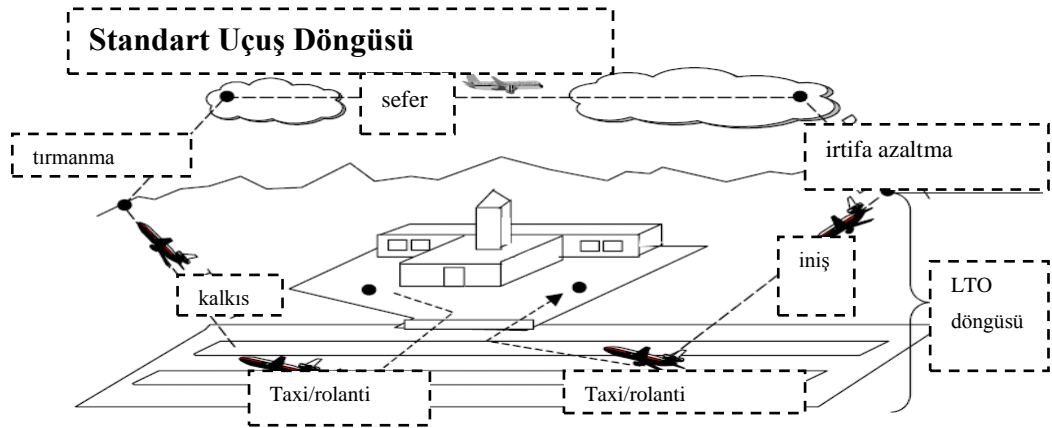 Standart Uçuş Döngüsü
sefer
tırmanma
irtifa azaltma
kalkıs
iniş
LTO
döngüsü
Taxi/rolanti
Taxi/rolanti